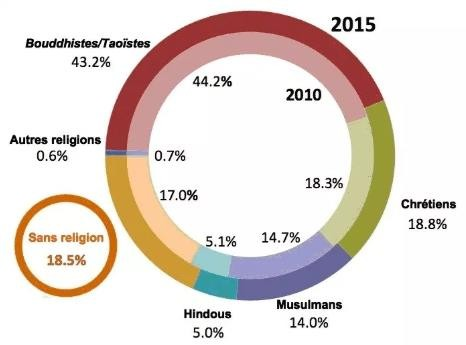 2015
Bouddhistes/Taoïstes
43.2%
44.2%
2010
Autres religions
0.6%
0.7%
17.0%
18.3%
Chrétiens
18.8%
Sans religion
18.5%
5.1%
14.7%
Musulmans
14.0%
Hindous
5.0%